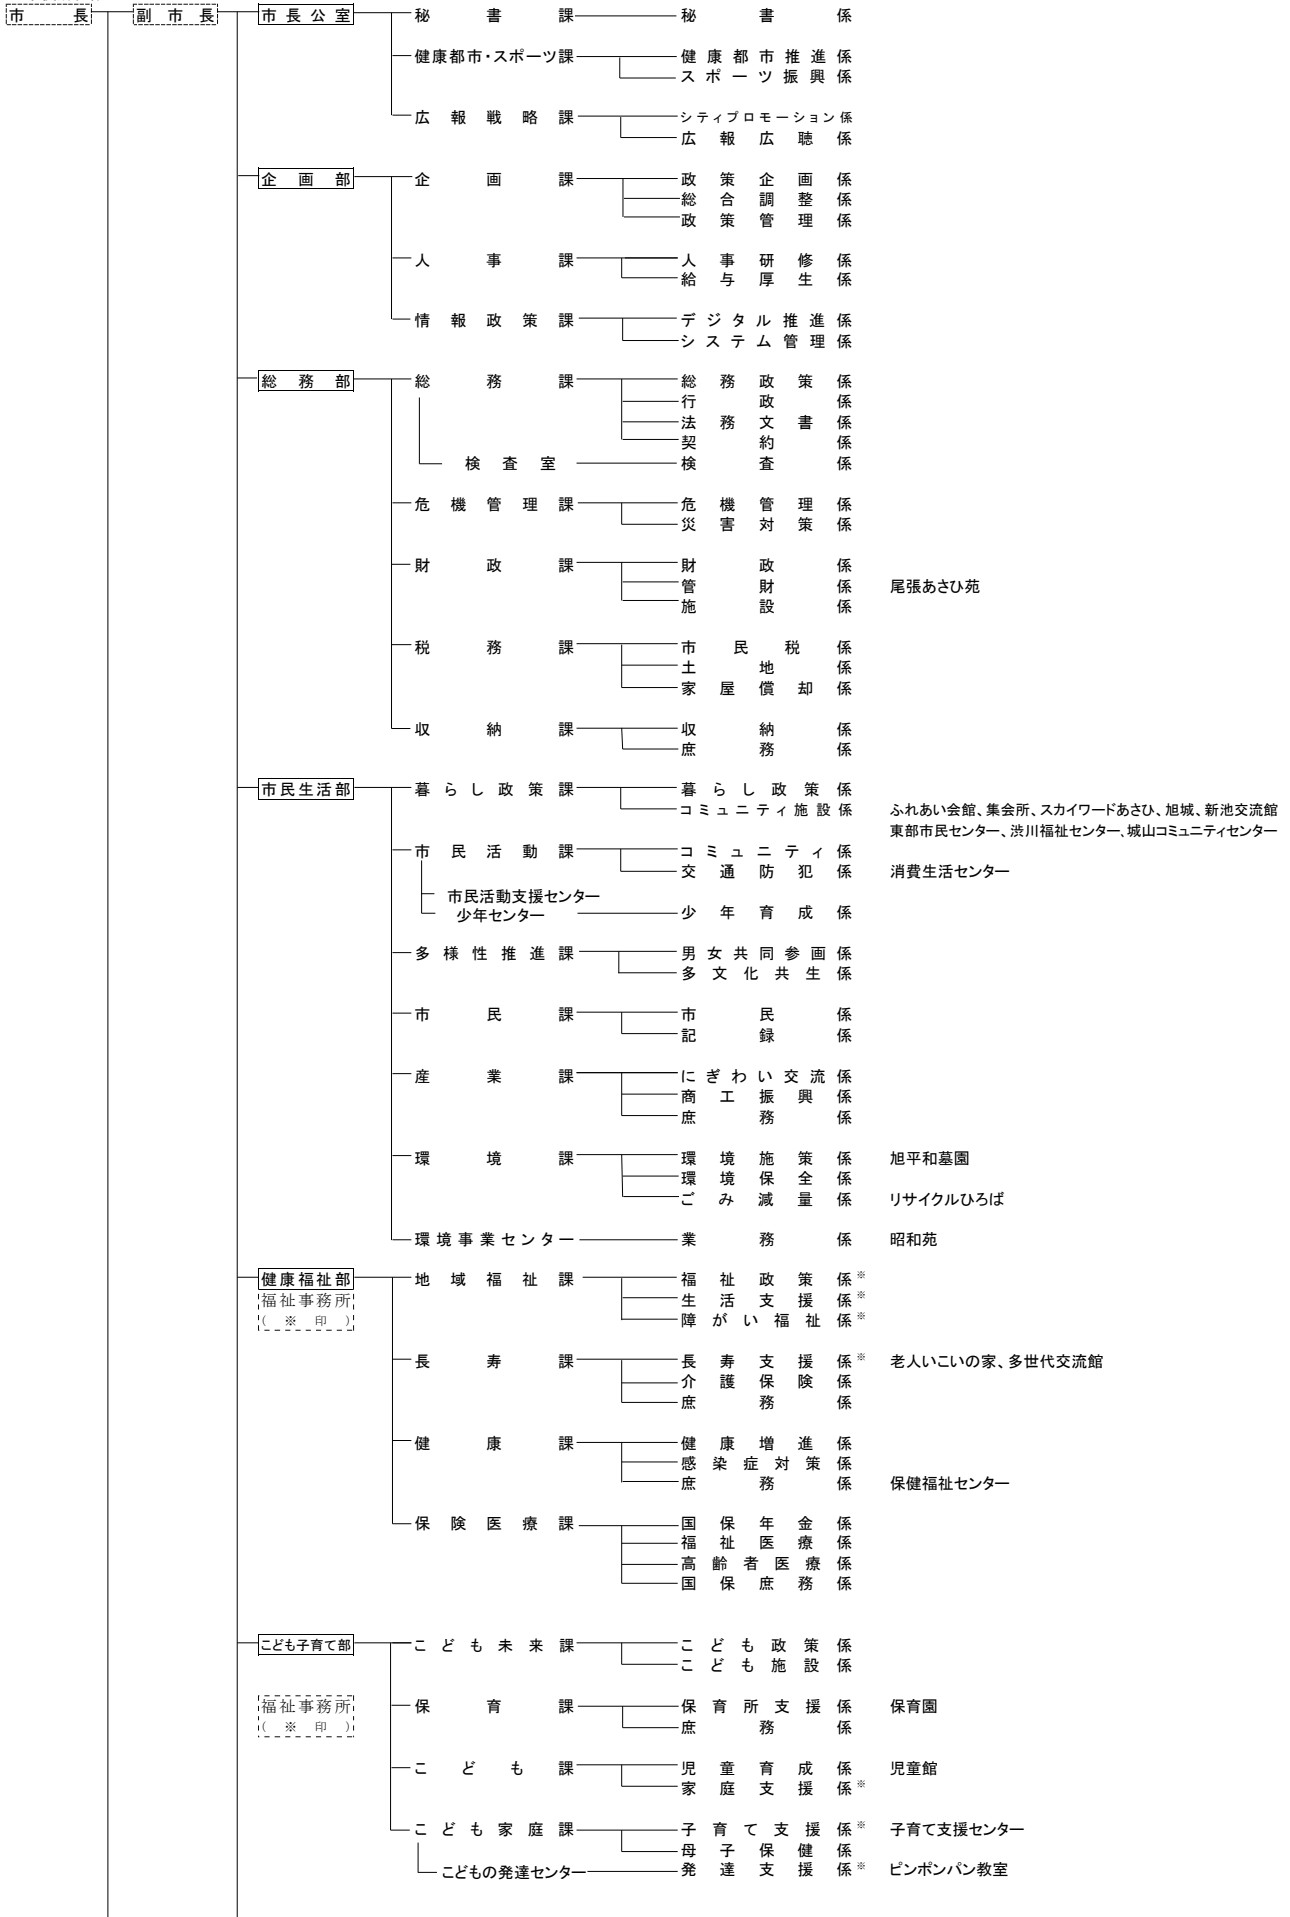 市長 副市長 市長公室 秘書課 秘書係
健康都市・スポーツ課 健康都市推進係
スポーツ振興係
広報戦略課 シティプロモーション係
広報広聴係
企画部 企画課 政策企画係
総合調整係
政策管理係
人事課 人事研修係
給与厚生係
情報政策課 デジタル推進係
システム管理係
総務部 総務課 総務政策係
行政係
法務文書係
契約係
検査室 検査係
危機管理課 危機管理係
災害対策係
財政課 財政係
管財係 尾張あさひ苑
施設係
税務課 市民税係
土地係
家屋償却係
収納課 収納係
庶務係
市民生活部 暮らし政策課 暮らし政策係
コミュニティ施設係 ふれあい会館、集会所、スカイワードあさひ、旭城、新池交流館
東部市民センター、渋川福祉センター、城山コミュニティセンター
市民活動課 コミュニティ係
交通防犯係 消費生活センター
市民活動支援センター
少年センター 少年育成係
多様性推進課 男女共同参画係
多文化共生係
市民課 市民係
記録係
産業課 にぎわい交流係
商工振興係
庶務係
環境課 環境施策係 旭平和墓園
環境保全係
ごみ減量係 リサイクルひろば
環境事業センター 業務係 昭和苑
健康福祉部 地域福祉課 福祉政策係※
福祉事務所 生活支援係※
(※印) 障がい福祉係※
長寿課 長寿支援係※ 老人いこいの家、多世代交流館
介護保険係
庶務係
健康課 健康増進係
感染症対策係
庶務係 保健福祉センター
保険医療課 国保年金係
福祉医療係
高齢者医療係
国保庶務係
こども子育て部 こども未来課 こども政策係
こども施設係
福祉事務所 保育課 保育所支援係 保育園
(※印) 庶務係
こども課 児童育成係 児童館
家庭支援係※
こども家庭課 子育て支援係※ 子育て支援センター
母子保健係
こどもの発達センター 発達支援係※ ピンポンパン教室